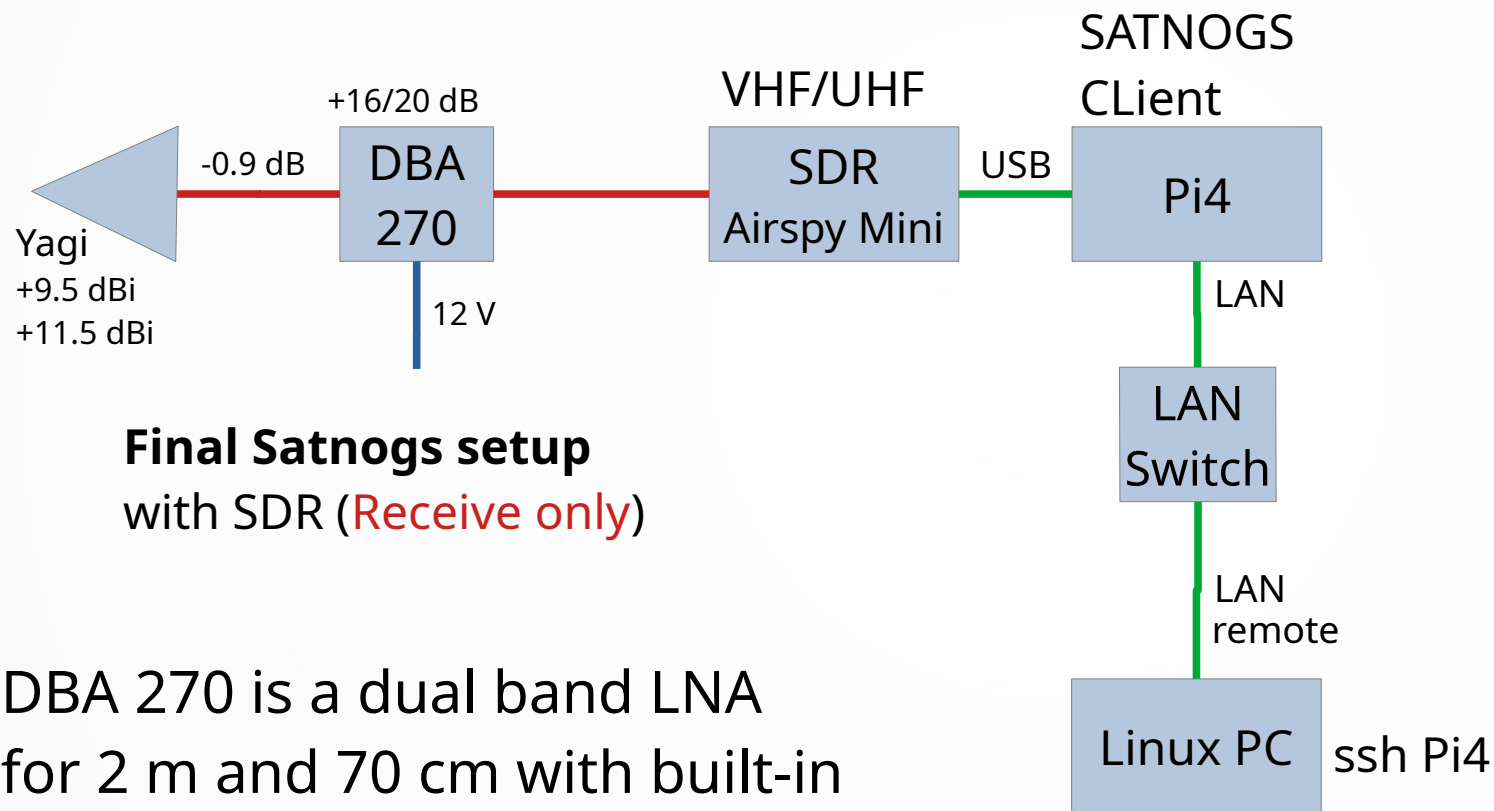 SATNOGS
CLient
VHF/UHF
+16/20 dB
-0.9 dB
DBA
270
SDR
Airspy Mini
USB
Pi4
Yagi
+9.5 dBi
+11.5 dBi
12 V
LAN
LAN
Switch
Final Satnogs setup
with SDR (Receive only)
LAN
remote
DBA 270 is a dual band LNA
for 2 m and 70 cm with built-in
Linux PC
ssh Pi4